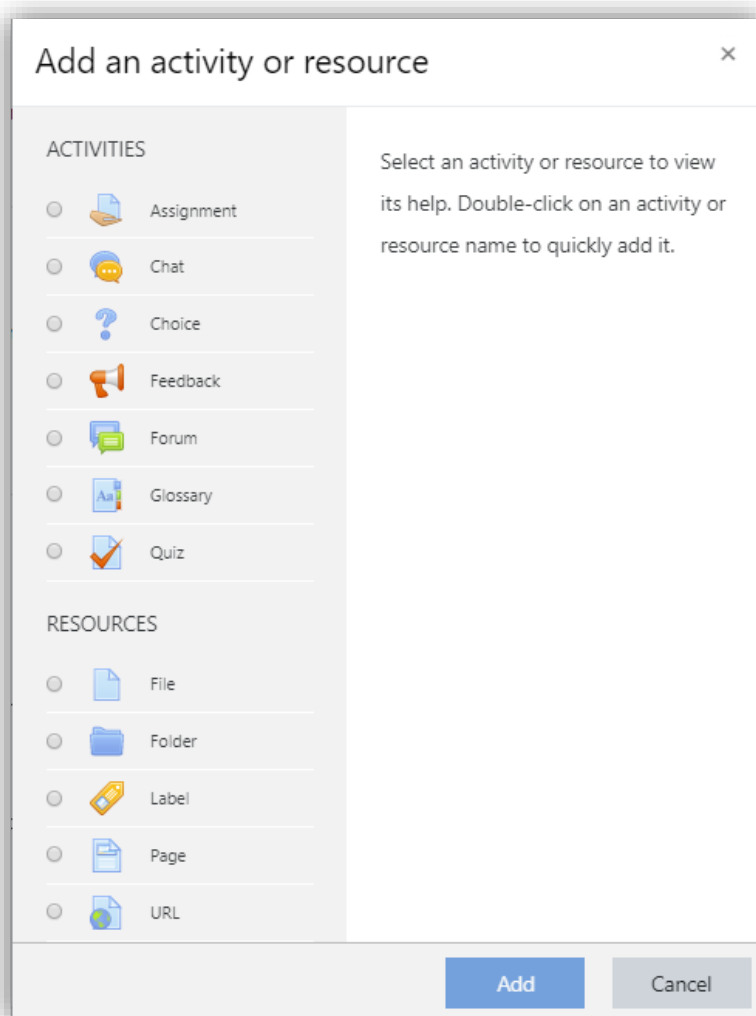 Add an activity or resource ×
ACTIVITIES
Assignment
Chat
Choice
Feedback
Forum
Aa Glossary
Quiz
RESOURCES
File
Folder
Label
Page
URL
Select an activity or resource to view
its help. Double-click on an activity or
resource name to quickly add it.
Add
Cancel